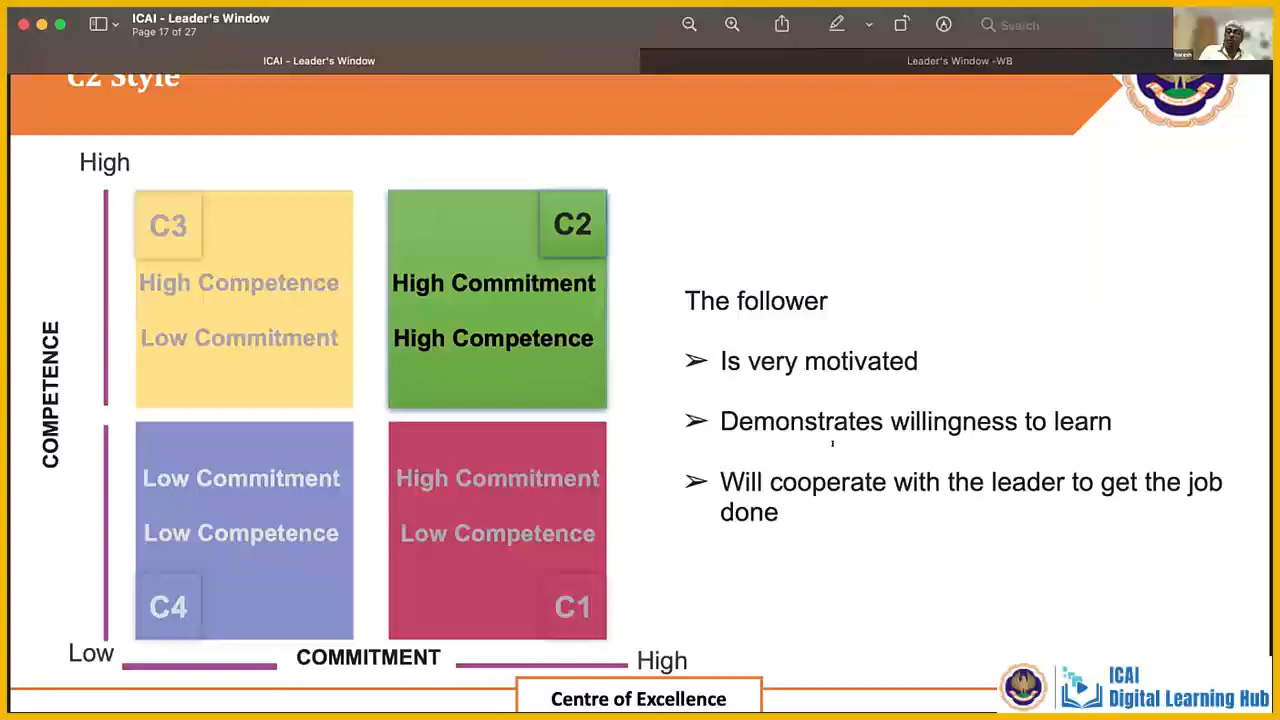 ICAI - Leader's Window
Page 17 of 27
Search
haresh
ICAI - Leader's Window
Leader's Window -WB
C2 Style
High
C3
High Competence
Low Commitment
C2
High Commitment
High Competence
COMPETENCE
Low Commitment
Low Competence
C4
High Commitment
Low Competence
C1
Low
COMMITMENT
High
The follower
➢ Is very motivated
➢ Demonstrates willingness to learn
➢ Will cooperate with the leader to get the job
done
Centre of Excellence
ICAI
Digital Learning Hub